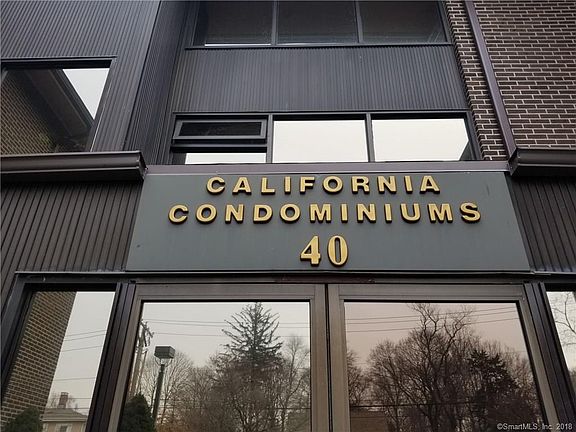 CALIFORNIA
CONDOMINIUMS
40
©SmartMLS, Inc. 2018